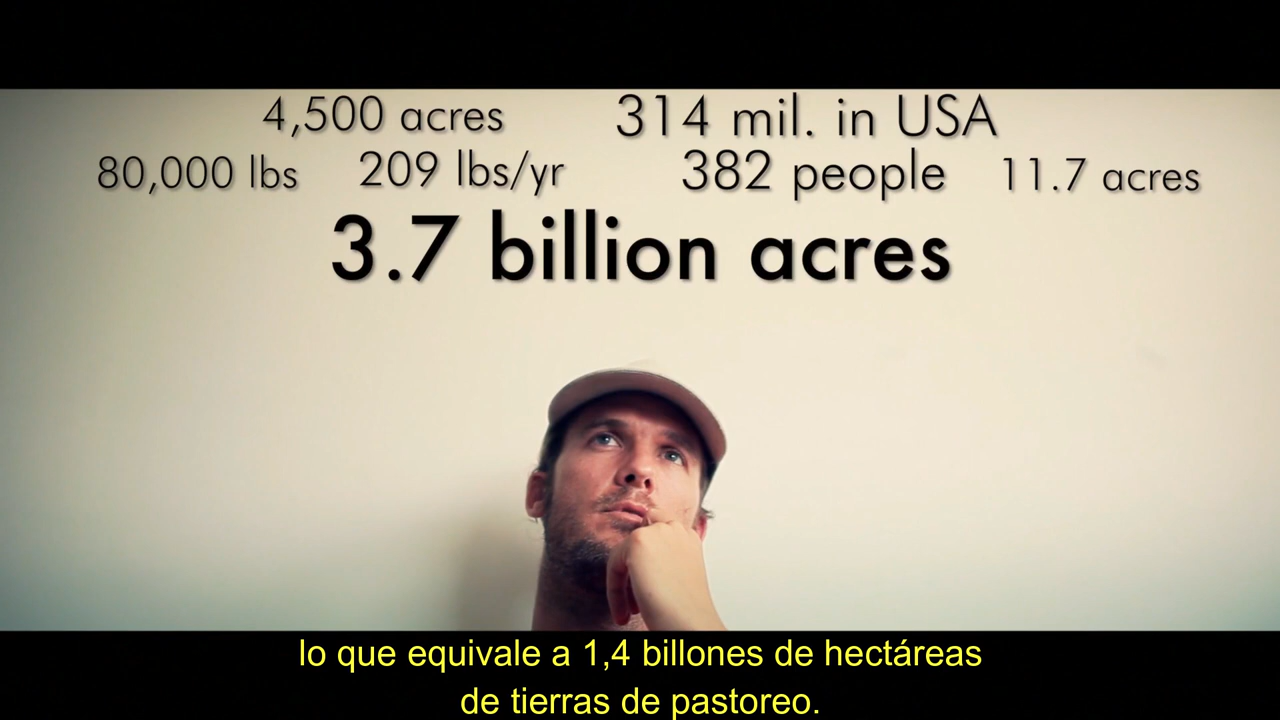 4,500 acres 314 mil. in USA
80,000 lbs 209 lbs/yr 382 people 11.7 acres
3.7 billion acres
lo que equivale a 1,4 billones de hectáreas
de tierras de pastoreo.